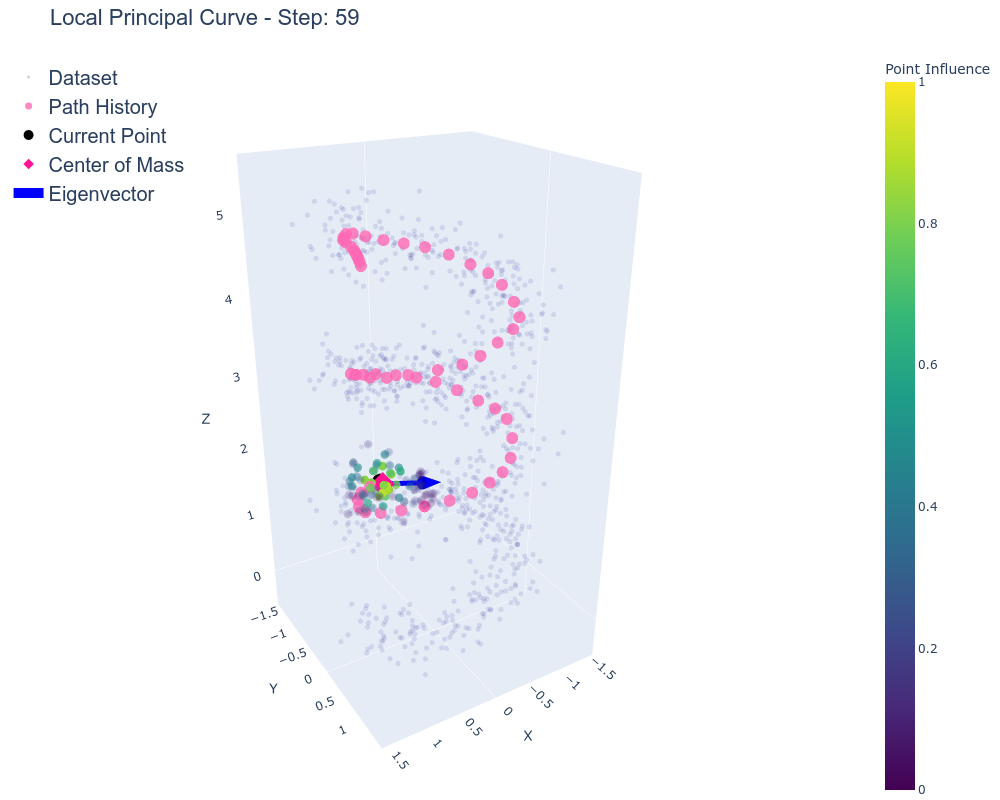 Local Principal Curve - Step: 59
Dataset
Path History
Current Point
Center of Mass
Eigenvector
Point Influence
1
0.8
0.6
0.4
0.2
0
5
4
3
2
1
0
Z
−1.5
−1
−0.5
0
0.5
1
Y
1.5
1
0.5
0
−0.5
−1
−1.5
X